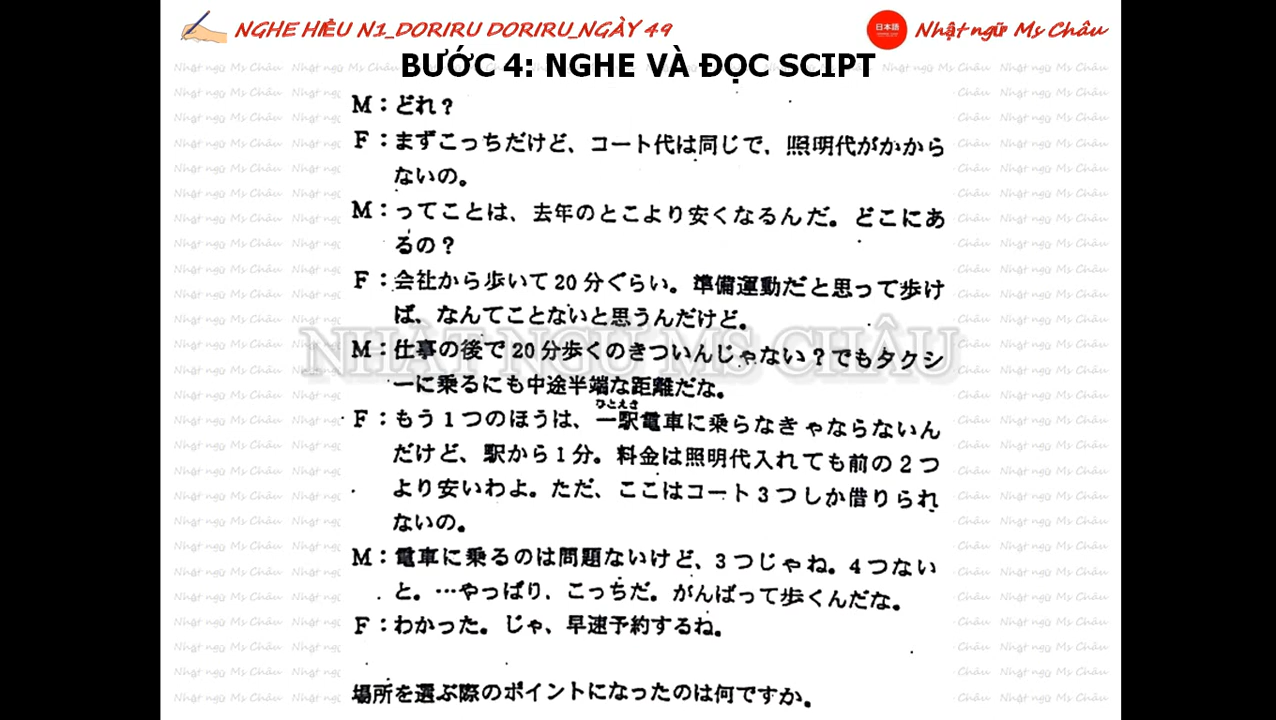 NGHE HIỂU N1_DORIRU DORIRU_NGÀY 49
日本語
Nhật ngữ Ms Châu
BƯỚC 4: NGHE VÀ ĐỌC SCIPT
M：どれ？
F：まずこっちだけど、コート代は同じで、照明代がかから
ないの。
M：ってことは、去年のとこより安くなるんだ。どこにあ
るの？
F：会社から歩いて20分ぐらい。準備運動だと思って歩け
ば、なんてことないと思うんだけど。
NHẬT NGỮ MS CHÂU
M：仕事の後で20分歩くのきついんじゃない？でもタクシ
ーに乗るにも中途半端な距離だな。
ひとえき
F：もう1つのほうは、一駅電車に乗らなきゃならないん
だけど、駅から1分。料金は照明代入れても前の2つ
より安いわよ。ただ、ここはコート3つしか借りられ
ないの。
M：電車に乗るのは問題ないけど、3つじゃね。4つない
と。…やっぱり、こっちだ。がんばって歩くんだな。
F：わかった。じゃ、早速予約するね。
場所を選ぶ際のポイントになったのは何ですか。